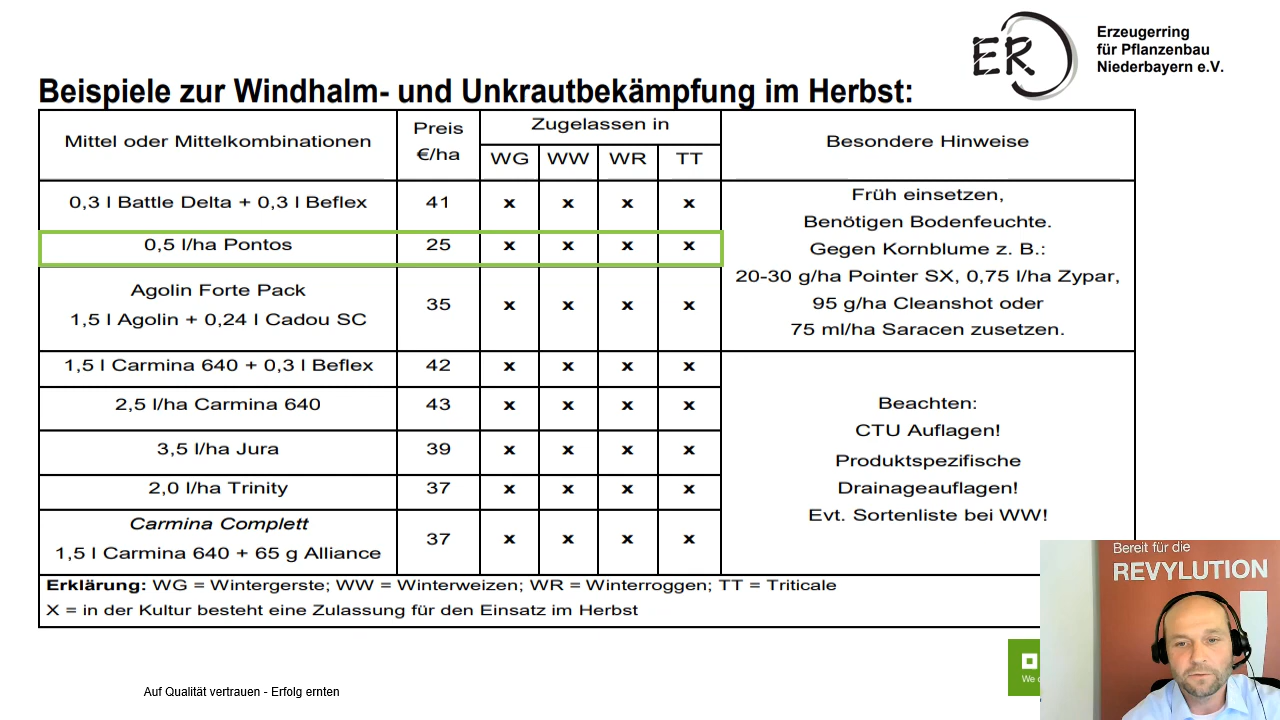 ER
Erzeugerring
für Pflanzenbau
Niederbayern e.V.
Beispiele zur Windhalm- und Unkrautbekämpfung im Herbst:
Mittel oder Mittelkombinationen
Preis
€/ha
Zugelassen in
WG WW WR TT
Besondere Hinweise
0,3 l Battle Delta + 0,3 l Beflex 41 x x x x
0,5 l/ha Pontos 25 x x x x
Agolin Forte Pack
1,5 l Agolin + 0,24 l Cadou SC
35 x x x x
Früh einsetzen,
Benötigen Bodenfeuchte.
Gegen Kornblume z. B.:
20-30 g/ha Pointer SX, 0,75 l/ha Zypar,
95 g/ha Cleanshot oder
75 ml/ha Saracen zusetzen.
1,5 l Carmina 640 + 0,3 l Beflex 42 x x x x
2,5 l/ha Carmina 640 43 x x x x
3,5 l/ha Jura 39 x x x x
2,0 l/ha Trinity 37 x x x x
Carmina Complett
1,5 l Carmina 640 + 65 g Alliance
37 x x x x
Beachten:
CTU Auflagen!
Produktspezifische
Drainageauflagen!
Evt. Sortenliste bei WW!
Erklärung: WG = Wintergerste; WW = Winterweizen; WR = Winterroggen; TT = Triticale
X = in der Kultur besteht eine Zulassung für den Einsatz im Herbst
Bereit für die
REVYLUTION
We
Auf Qualität vertrauen - Erfolg ernten